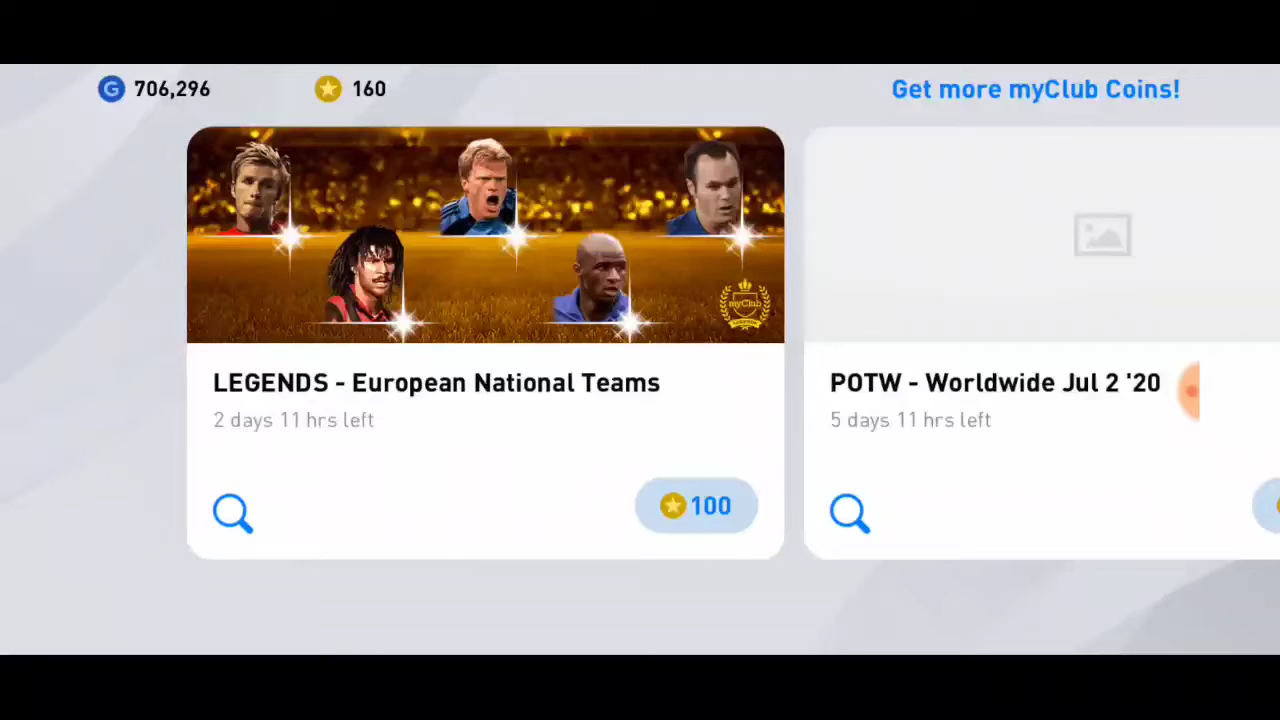 G 706,296
160
Get more myClub Coins!
myClub
LEGENDS - European National Teams
2 days 11 hrs left
100
POTW - Worldwide Jul 2 '20
5 days 11 hrs left